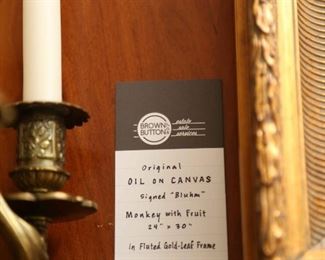 BROWN BUTTON
estate
sale
services
Original
OIL ON CANVAS
signed "Bluhm"
Monkey with Fruit
24" x 30"
in Fluted Gold-Leaf Frame